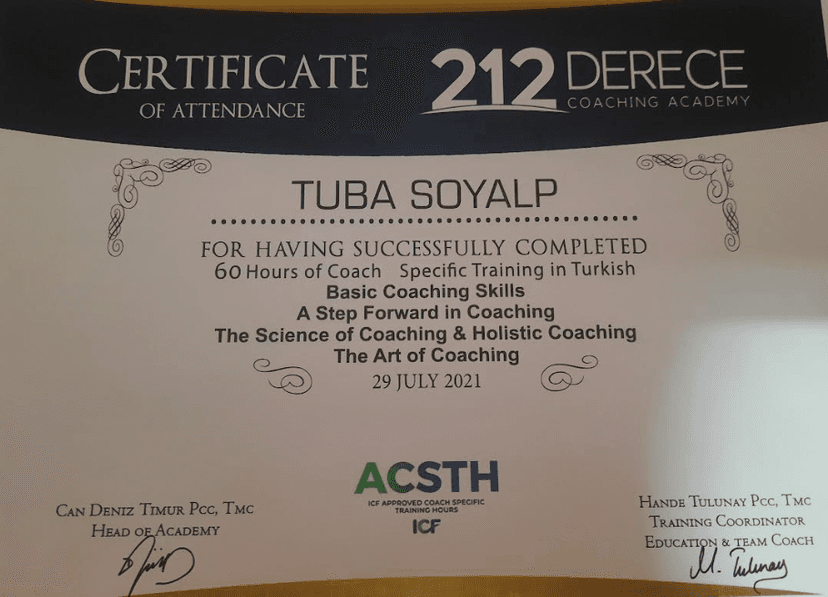 CERTIFICATE
OF ATTENDANCE
212 DERECE
COACHING ACADEMY
TUBA SOYALP
FOR HAVING SUCCESSFULLY COMPLETED
60 Hours of Coach Specific Training in Turkish
Basic Coaching Skills
A Step Forward in Coaching
The Science of Coaching & Holistic Coaching
The Art of Coaching
29 JULY 2021
ACSTH
ICF APPROVED COACH SPECIFIC
TRAINING HOURS
ICF
CAN DENIZ TIMUR PCC, TMC
HEAD OF ACADEMY
HANDE TULUNAY PCC, TMC
TRAINING COORDINATOR
EDUCATION & TEAM COACH